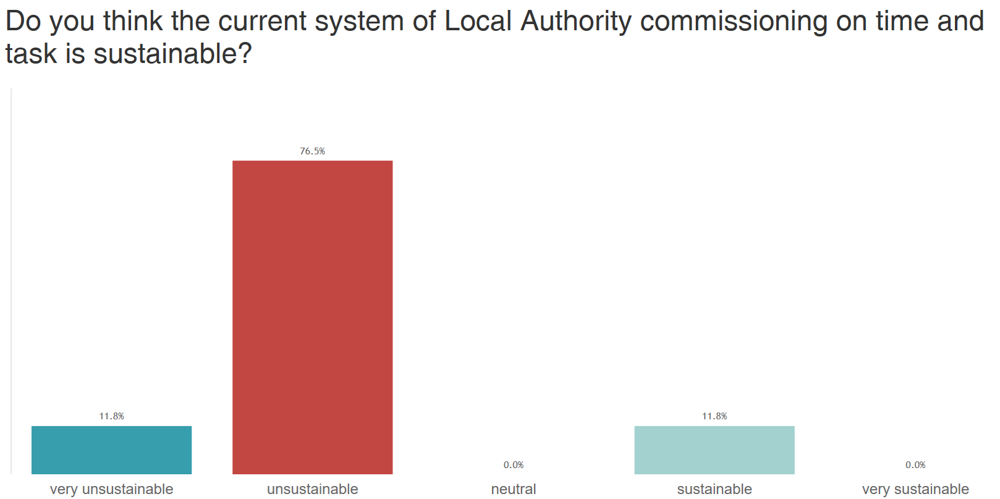 Do you think the current system of Local Authority commissioning on time and
task is sustainable?
76.5%
11.8%
11.8%
0.0%
0.0%
very unsustainable
unsustainable
neutral
sustainable
very sustainable